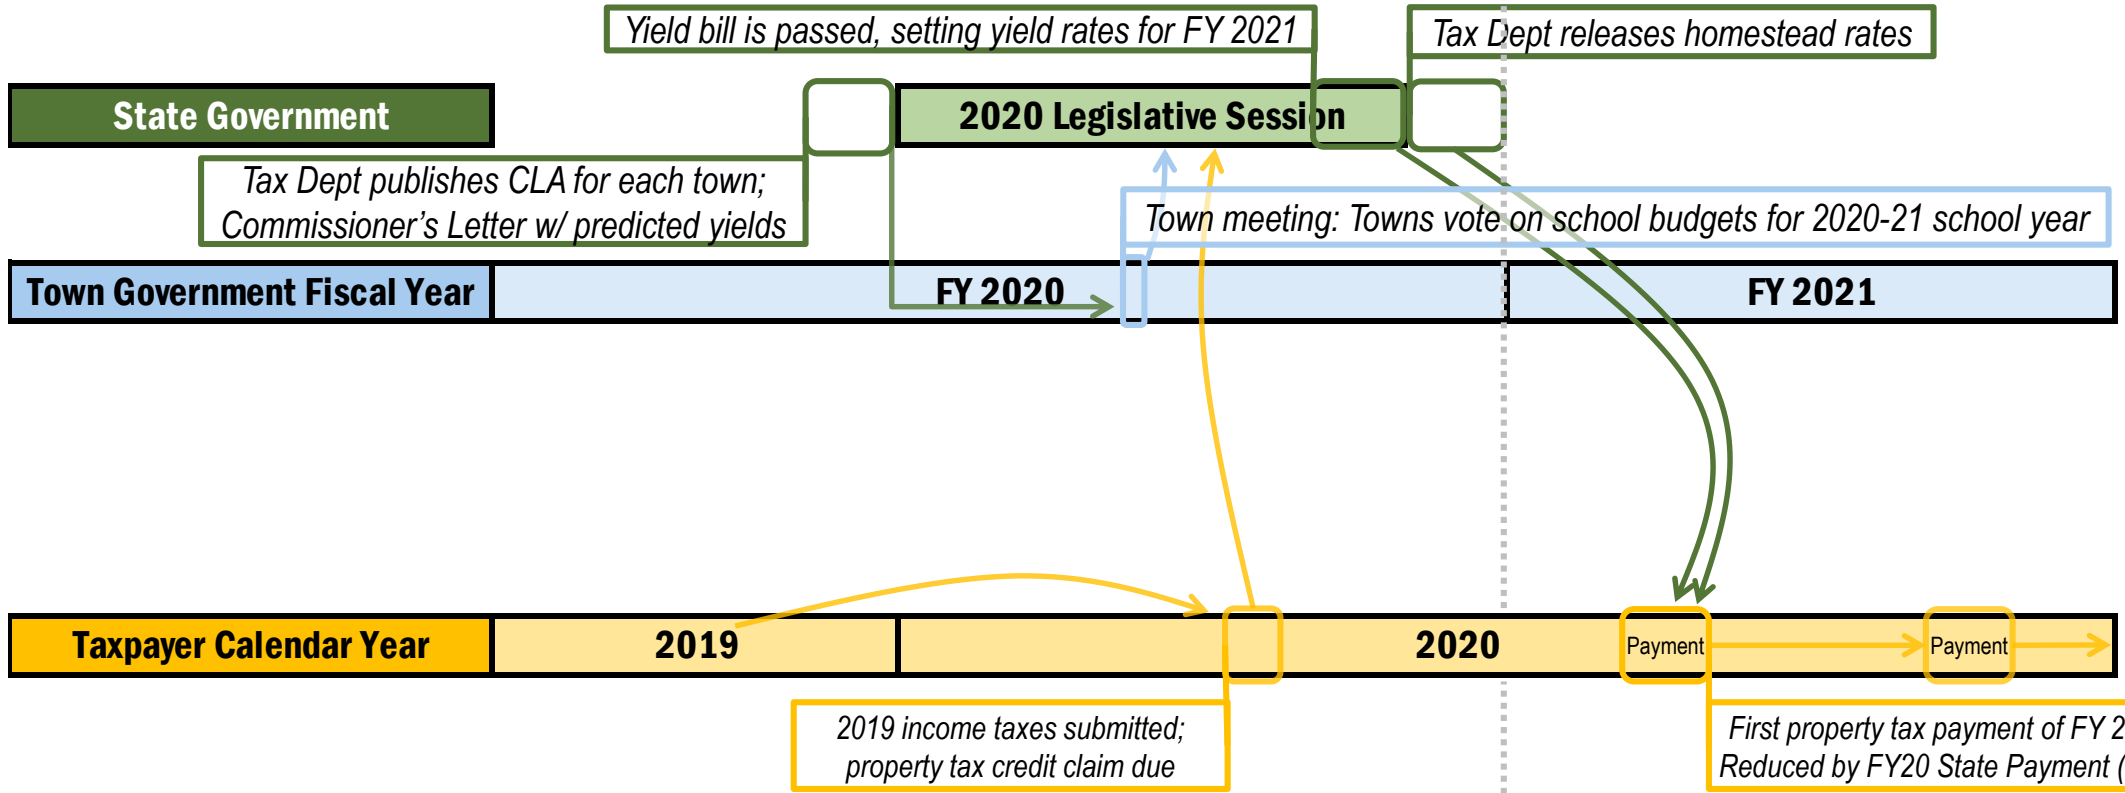 Yield bill is passed, setting yield rates for FY 2021
Tax Dept releases homestead rates
State Government
2020 Legislative Session
Tax Dept publishes CLA for each town;
Commissioner's Letter w/ predicted yields
Town meeting: Towns vote on school budgets for 2020-21 school year
Town Government Fiscal Year
FY 2020
FY 2021
Taxpayer Calendar Year
2019
2020
Payment
Payment
2019 income taxes submitted;
property tax credit claim due
First property tax payment of FY 2
Reduced by FY20 State Payment (